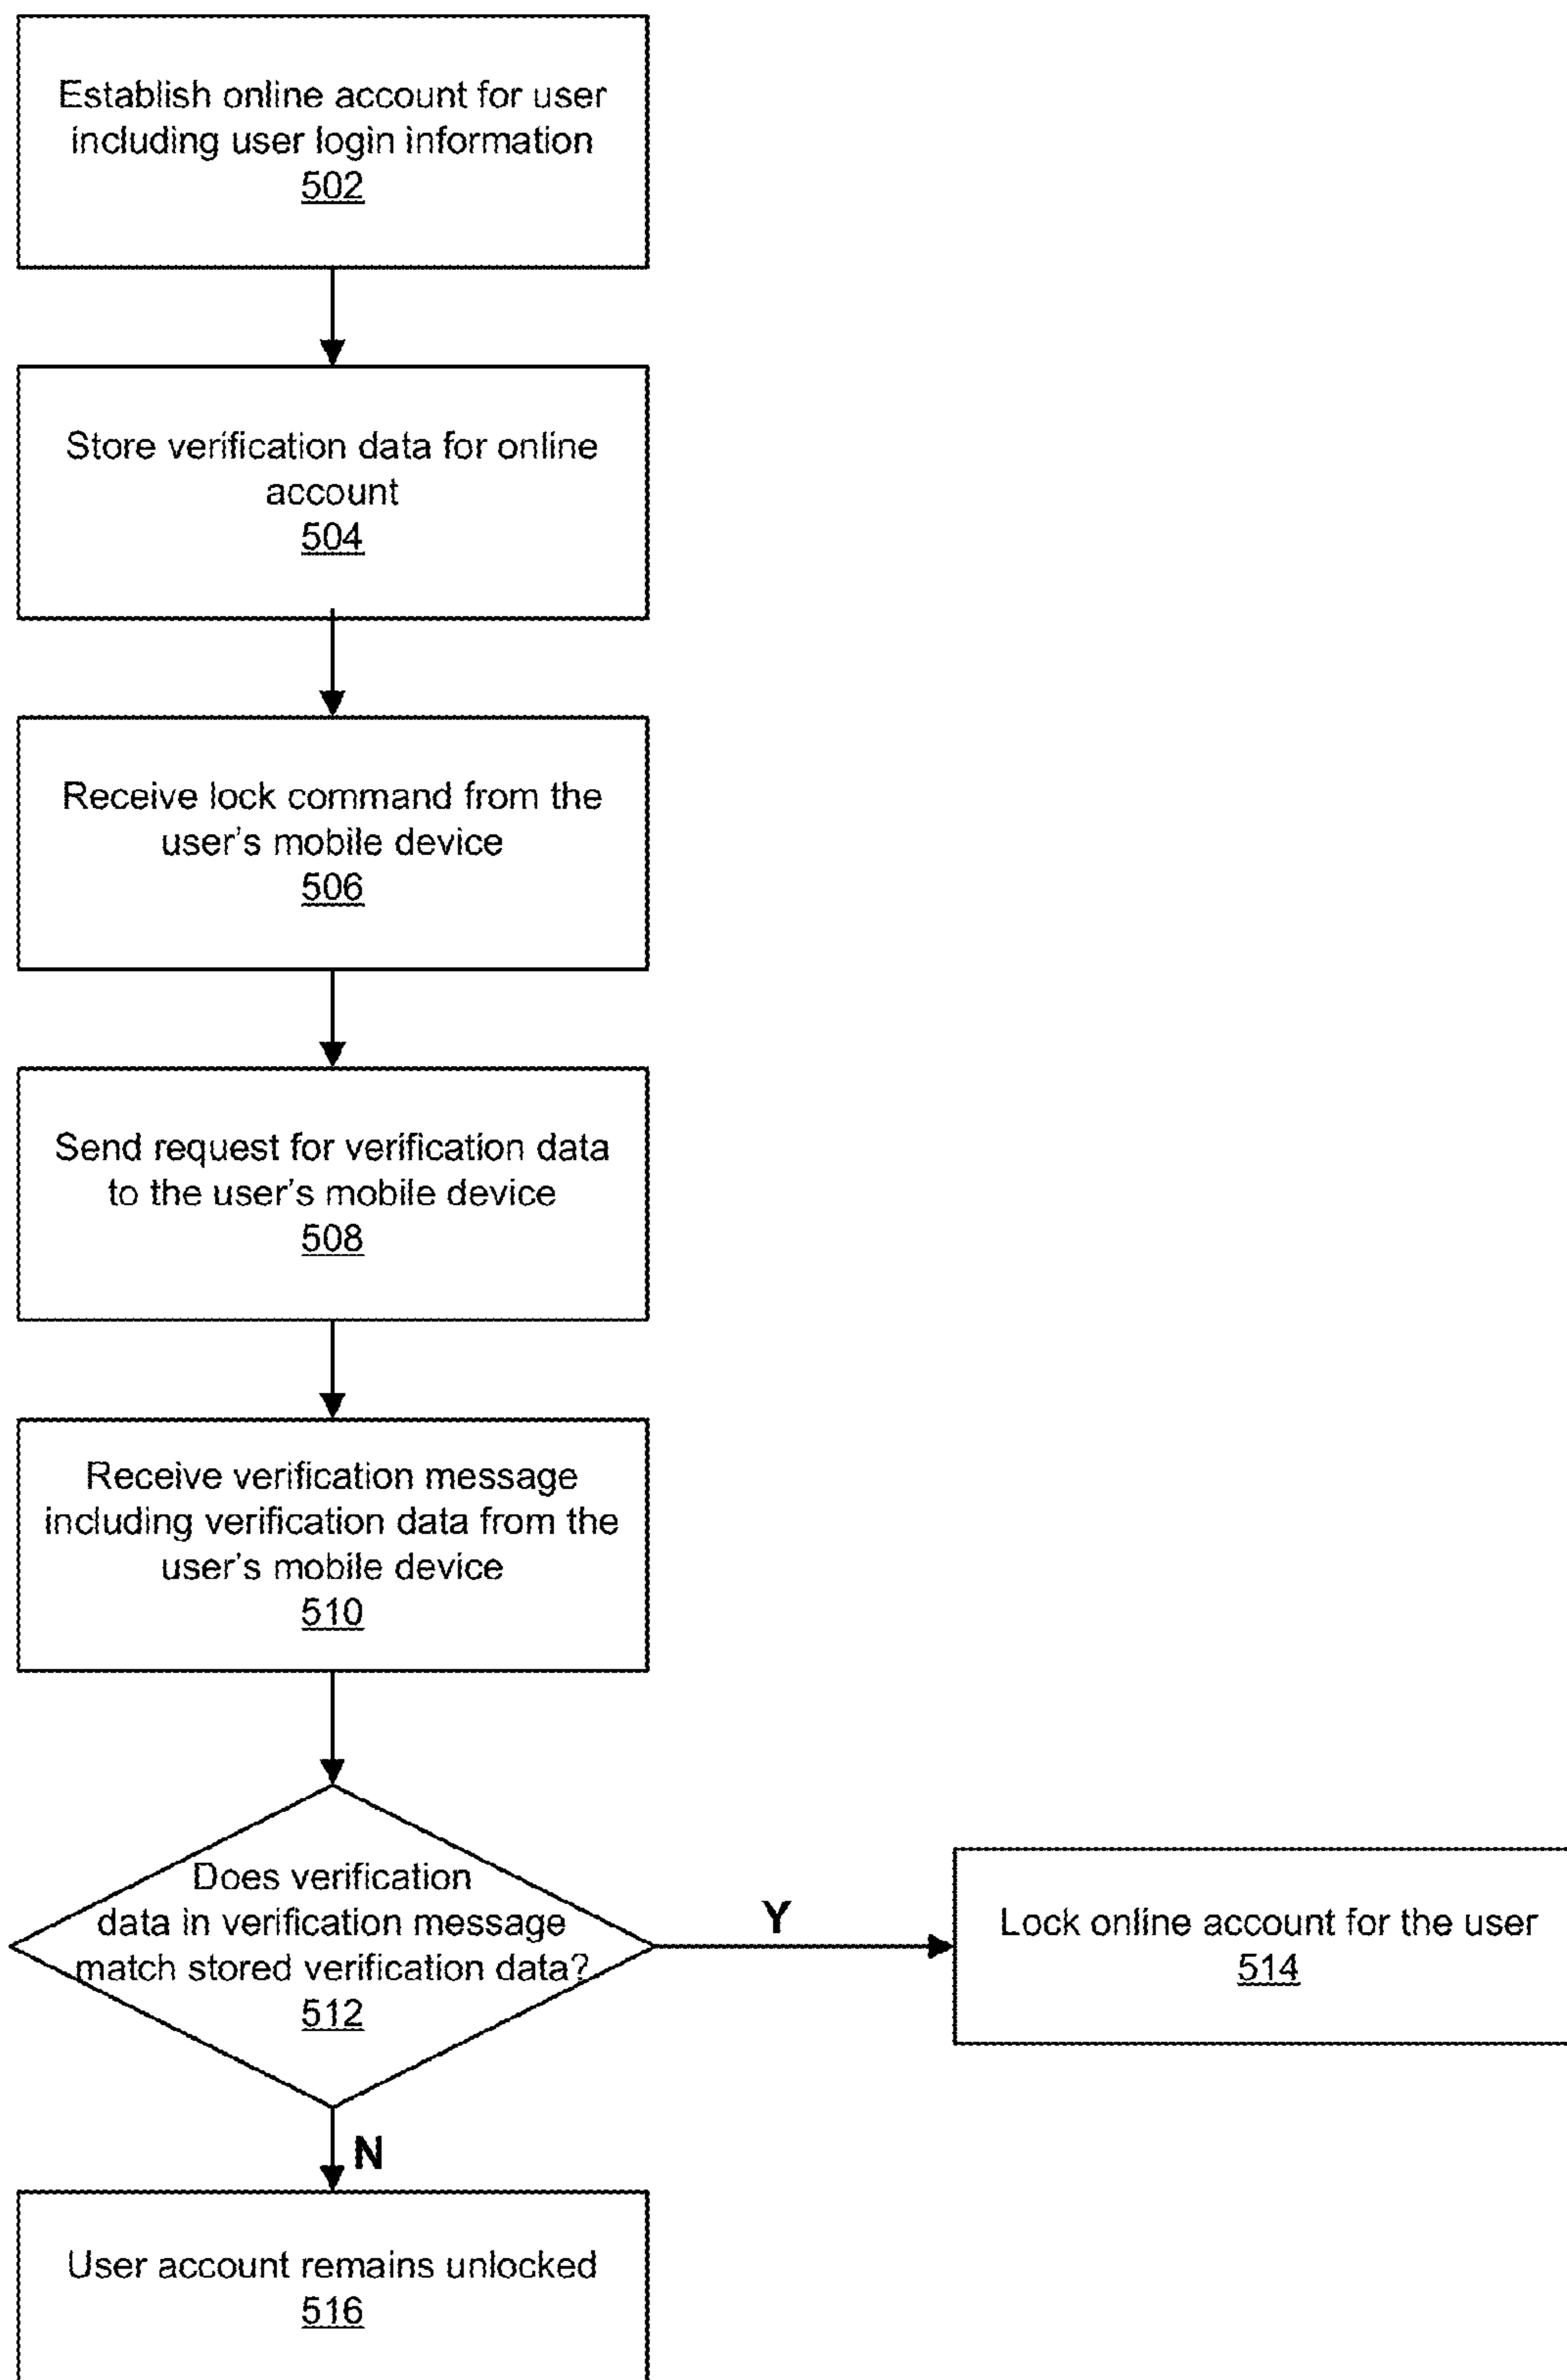 Establish online account for user
including user login information
502
Store verification data for online
account
504
Receive lock command from the
user's mobile device
506
Send request for verification data
to the user's mobile device
508
Receive verification message
including verification data from the
user's mobile device
510
Does verification
data in verification message
match stored verification data?
512
Y
Lock online account for the user
514
N
User account remains unlocked
516